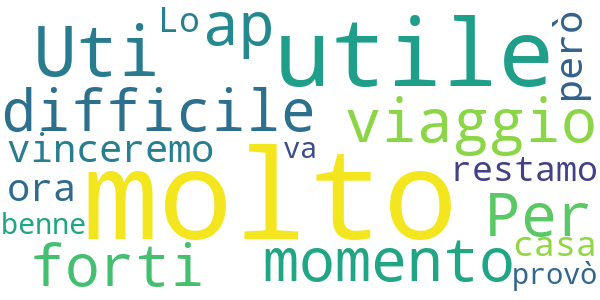 Lo ap utile però
Uti
difficile viaggio
vinceremo va
molto restamo
ora
benne Per
forti momento casa
provò